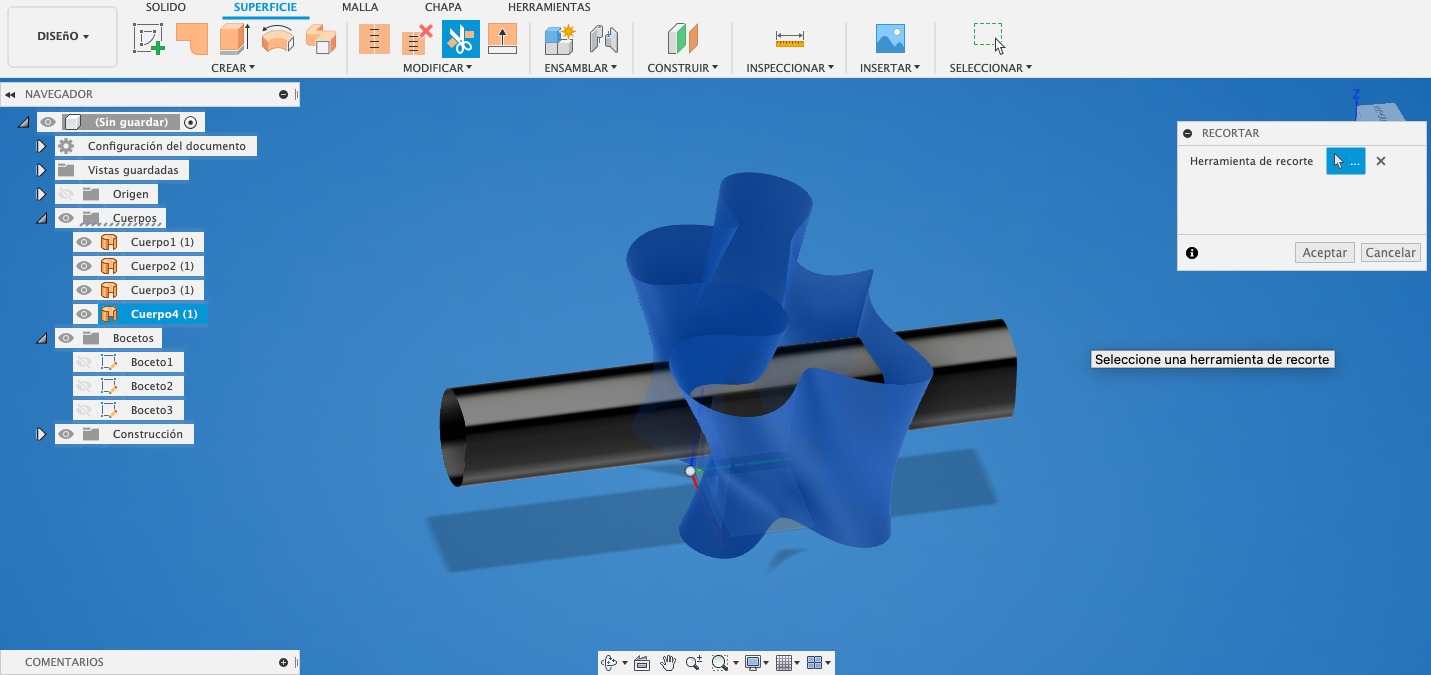 SOLIDO SUPERFICIE MALLA CHAPA HERRAMIENTAS
DISEñO
CREAR MODIFICAR ENSAMBLAR CONSTRUIR INSPECCIONAR INSERTAR SELECCIONAR
NAVEGADOR
(Sin guardar)
Configuración del documento
Vistas guardadas
Origen
Cuerpos
Cuerpo1 (1)
Cuerpo2 (1)
Cuerpo3 (1)
Cuerpo4 (1)
Bocetos
Boceto1
Boceto2
Boceto3
Construcción
Z
RECORTAR
Herramienta de recorte ...
Aceptar Cancelar
Seleccione una herramienta de recorte
COMENTARIOS